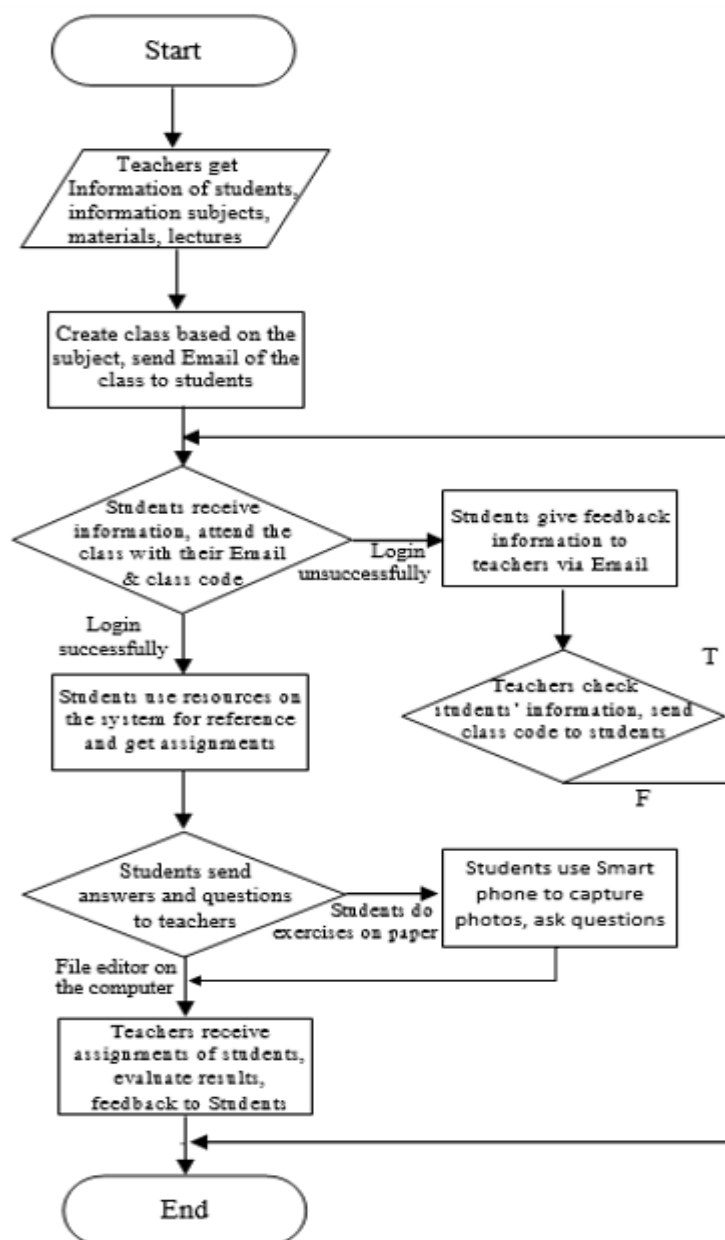 Start
Teachers get
Information of students,
information subjects,
materials, lectures
Create class based on the
subject, send Email of the
class to students
Students receive
information, attend the
class with their Email
& class code
Login
unsuccessfully
Students give feedback
information to
teachers via Email
Login
successfully
T
Teachers check
students' information, send
class code to students
F
Students use resources on
the system for reference
and get assignments
Students send
answers and questions
to teachers
Students do
exercises on paper
Students use Smart
phone to capture
photos, ask questions
File editor on
the computer
Teachers receive
assignments of students,
evaluate results,
feedback to Students
End